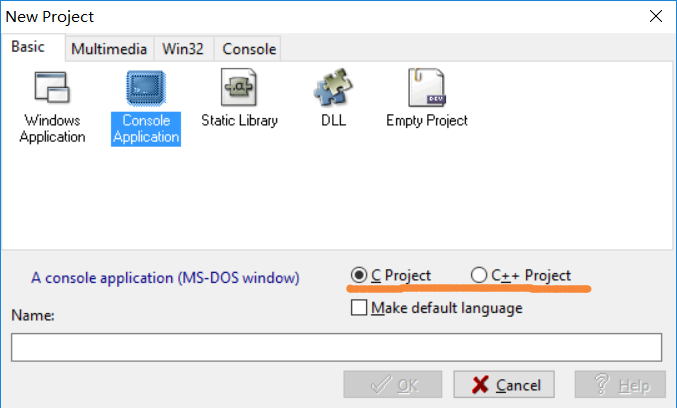 New Project
Basic
Multimedia
Win32
Console
Windows
Application
Console
Application
Static Library
DLL
Empty Project
A console application (MS-DOS window)
C Project
C++ Project
Make default language
Name:
OK
Cancel
Help